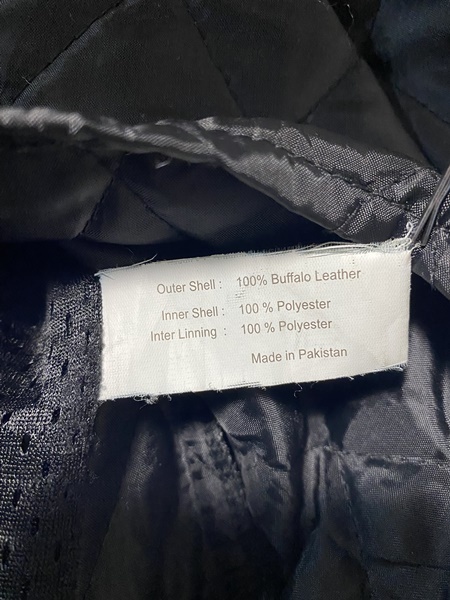 Outer Shell : 100% Buffalo Leather
Inner Shell : 100 % Polyester
Inter Linning : 100 % Polyester
Made in Pakistan